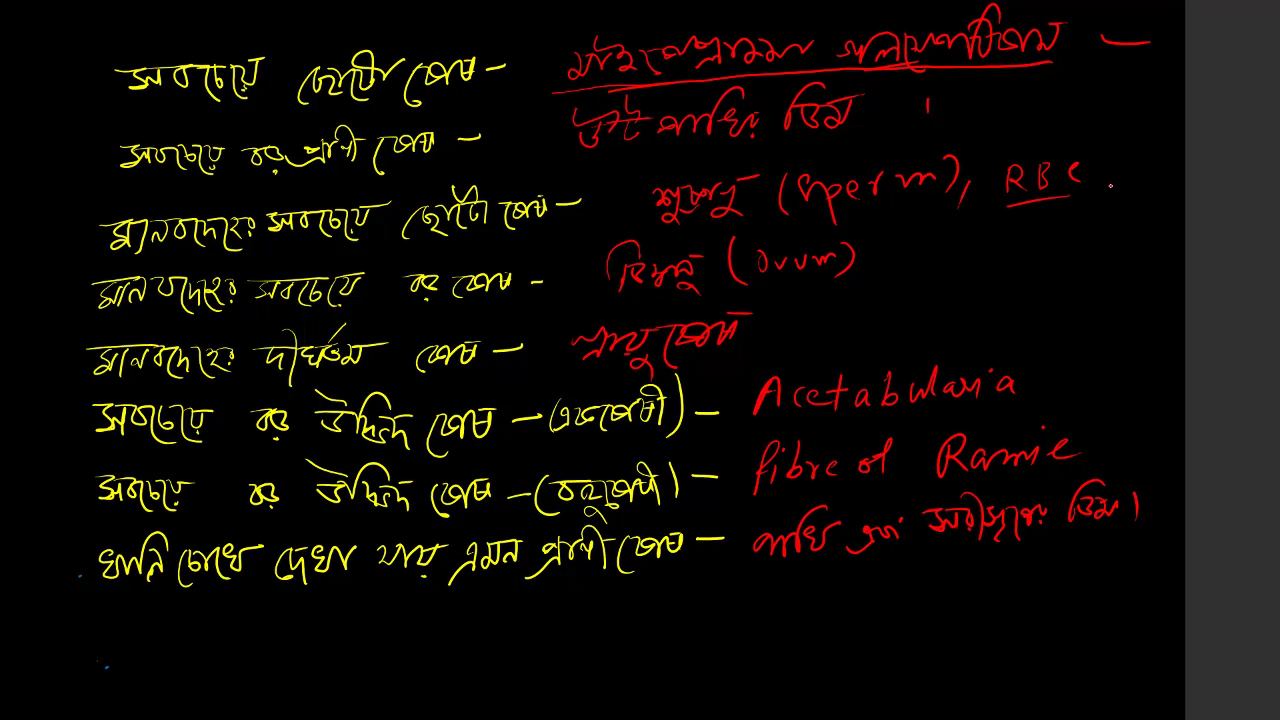 সবচেয়ে ছোটো কোষ - মাইকোপ্লাজমা গ্যালিসেপটিকাম -
সবচেয়ে বড় প্রাণী কোষ - উট পাখির ডিম ।
মানবদেহের সবচেয়ে ছোটো কোষ - শুক্রাণু (Sperm), RBC
মানবদেহের সবচেয়ে বড় কোষ - ডিম্বাণু (Ovum)
মানবদেহের দীর্ঘতম কোষ - স্নায়ু কোষ
সবচেয়ে বড় উদ্ভিদ কোষ - (এককোষী) - Acetabularia
সবচেয়ে বড় উদ্ভিদ কোষ - (বহুকোষী) - fibre of Ramie
খালি চোখে দেখা যায় এমন প্রাণী কোষ - পাখি এবং সরীসৃপের ডিম।